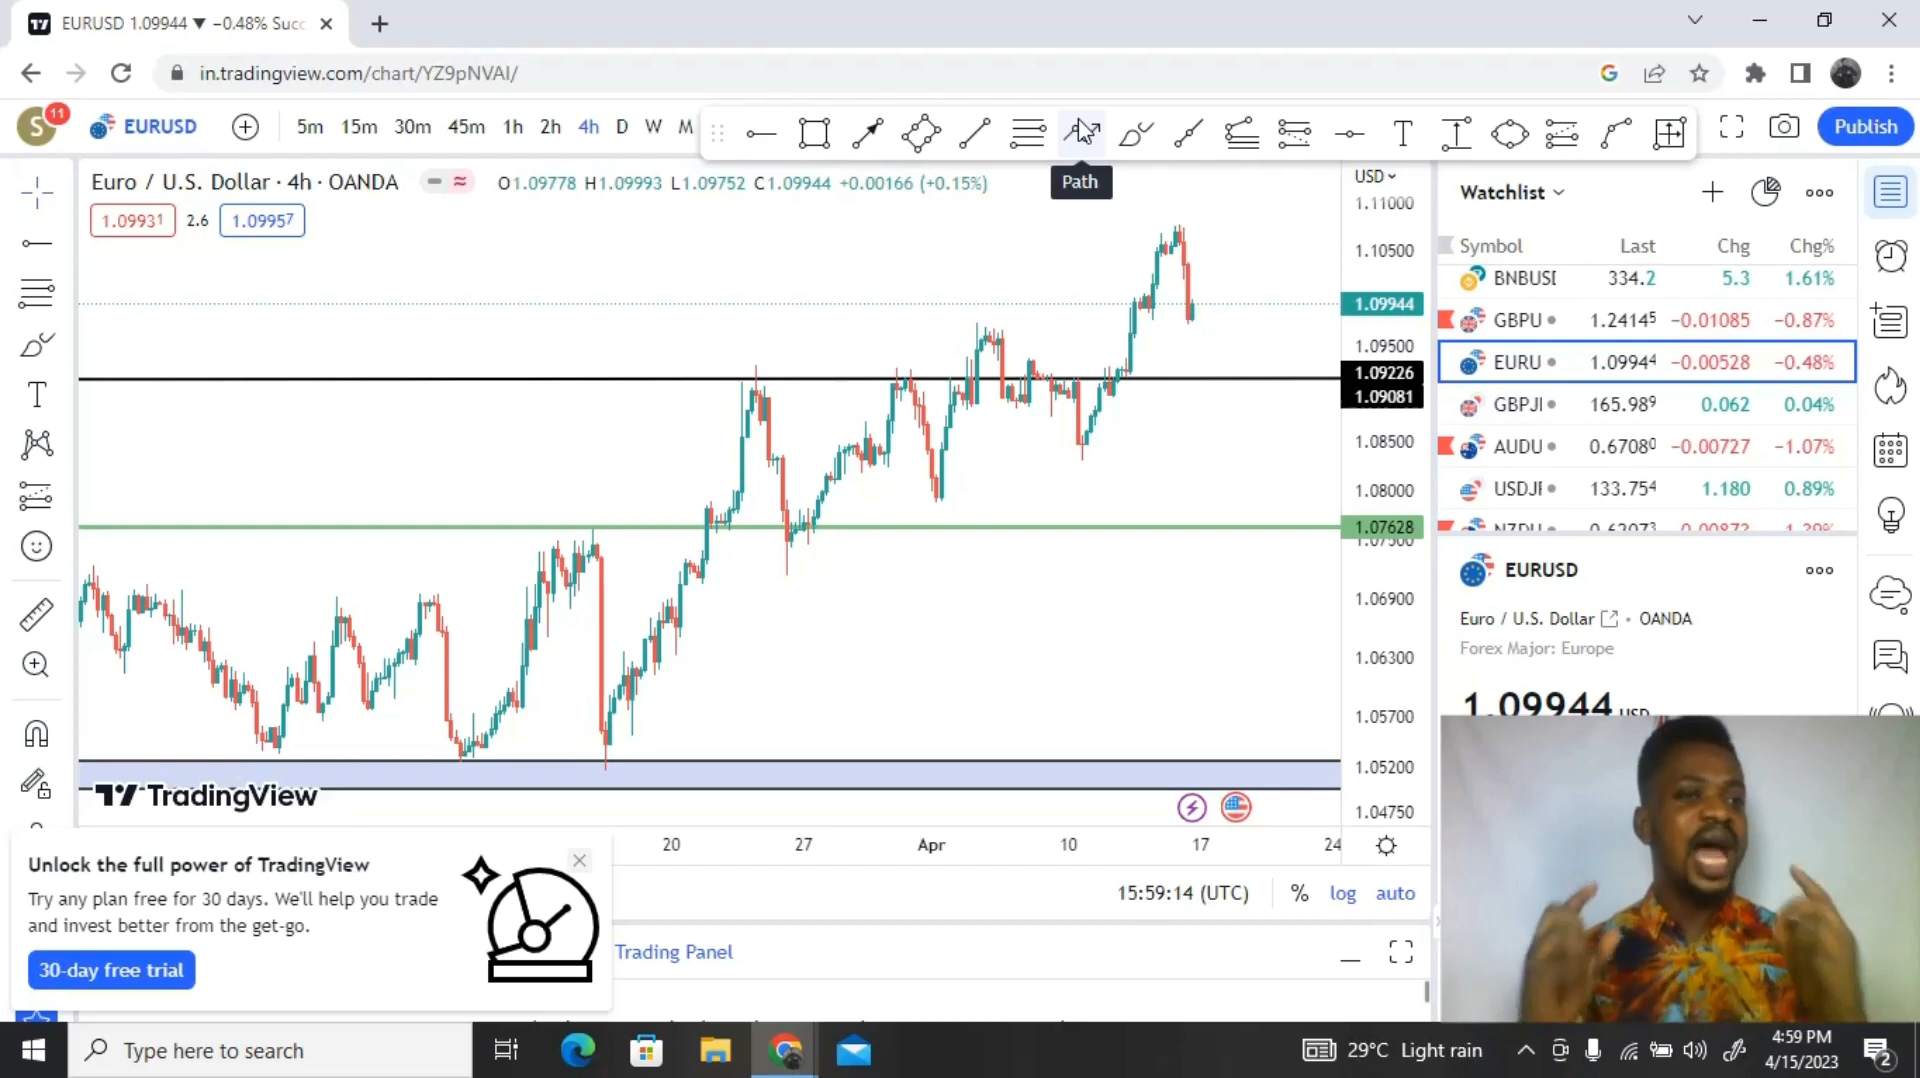 EURUSD 1.09944 ▼ −0.48% Succ
in.tradingview.com/chart/YZ9pNVAI/
S
11
EURUSD
5m 15m 30m 45m 1h 2h 4h D W M
T
Publish
Path
Euro / U.S. Dollar · 4h · OANDA
O1.09778 H1.09993 L1.09752 C1.09944 +0.00166 (+0.15%)
1.09931 2.6 1.09957
USD
1.11000
1.10500
1.09944
1.09500
1.09226
1.09081
1.08500
1.08000
1.07628
1.07500
1.06900
1.06300
1.05700
1.05200
1.04750
TradingView
20 27 Apr 10 17 24
15:59:14 (UTC) % log auto
Trading Panel
Unlock the full power of TradingView
Try any plan free for 30 days. We'll help you trade
and invest better from the get-go.
30-day free trial
Watchlist
Symbol Last Chg Chg%
BNBUSI 334.2 5.3 1.61%
GBPU 1.24145 −0.01085 −0.87%
EURU 1.09944 −0.00528 −0.48%
GBPJI 165.989 0.062 0.04%
AUDU 0.67080 −0.00727 −1.07%
USDJI 133.754 1.180 0.89%
EURUSD
Euro / U.S. Dollar · OANDA
Forex Major: Europe
1.09944 USD
Type here to search
29°C Light rain
4:59 PM
4/15/2023
2